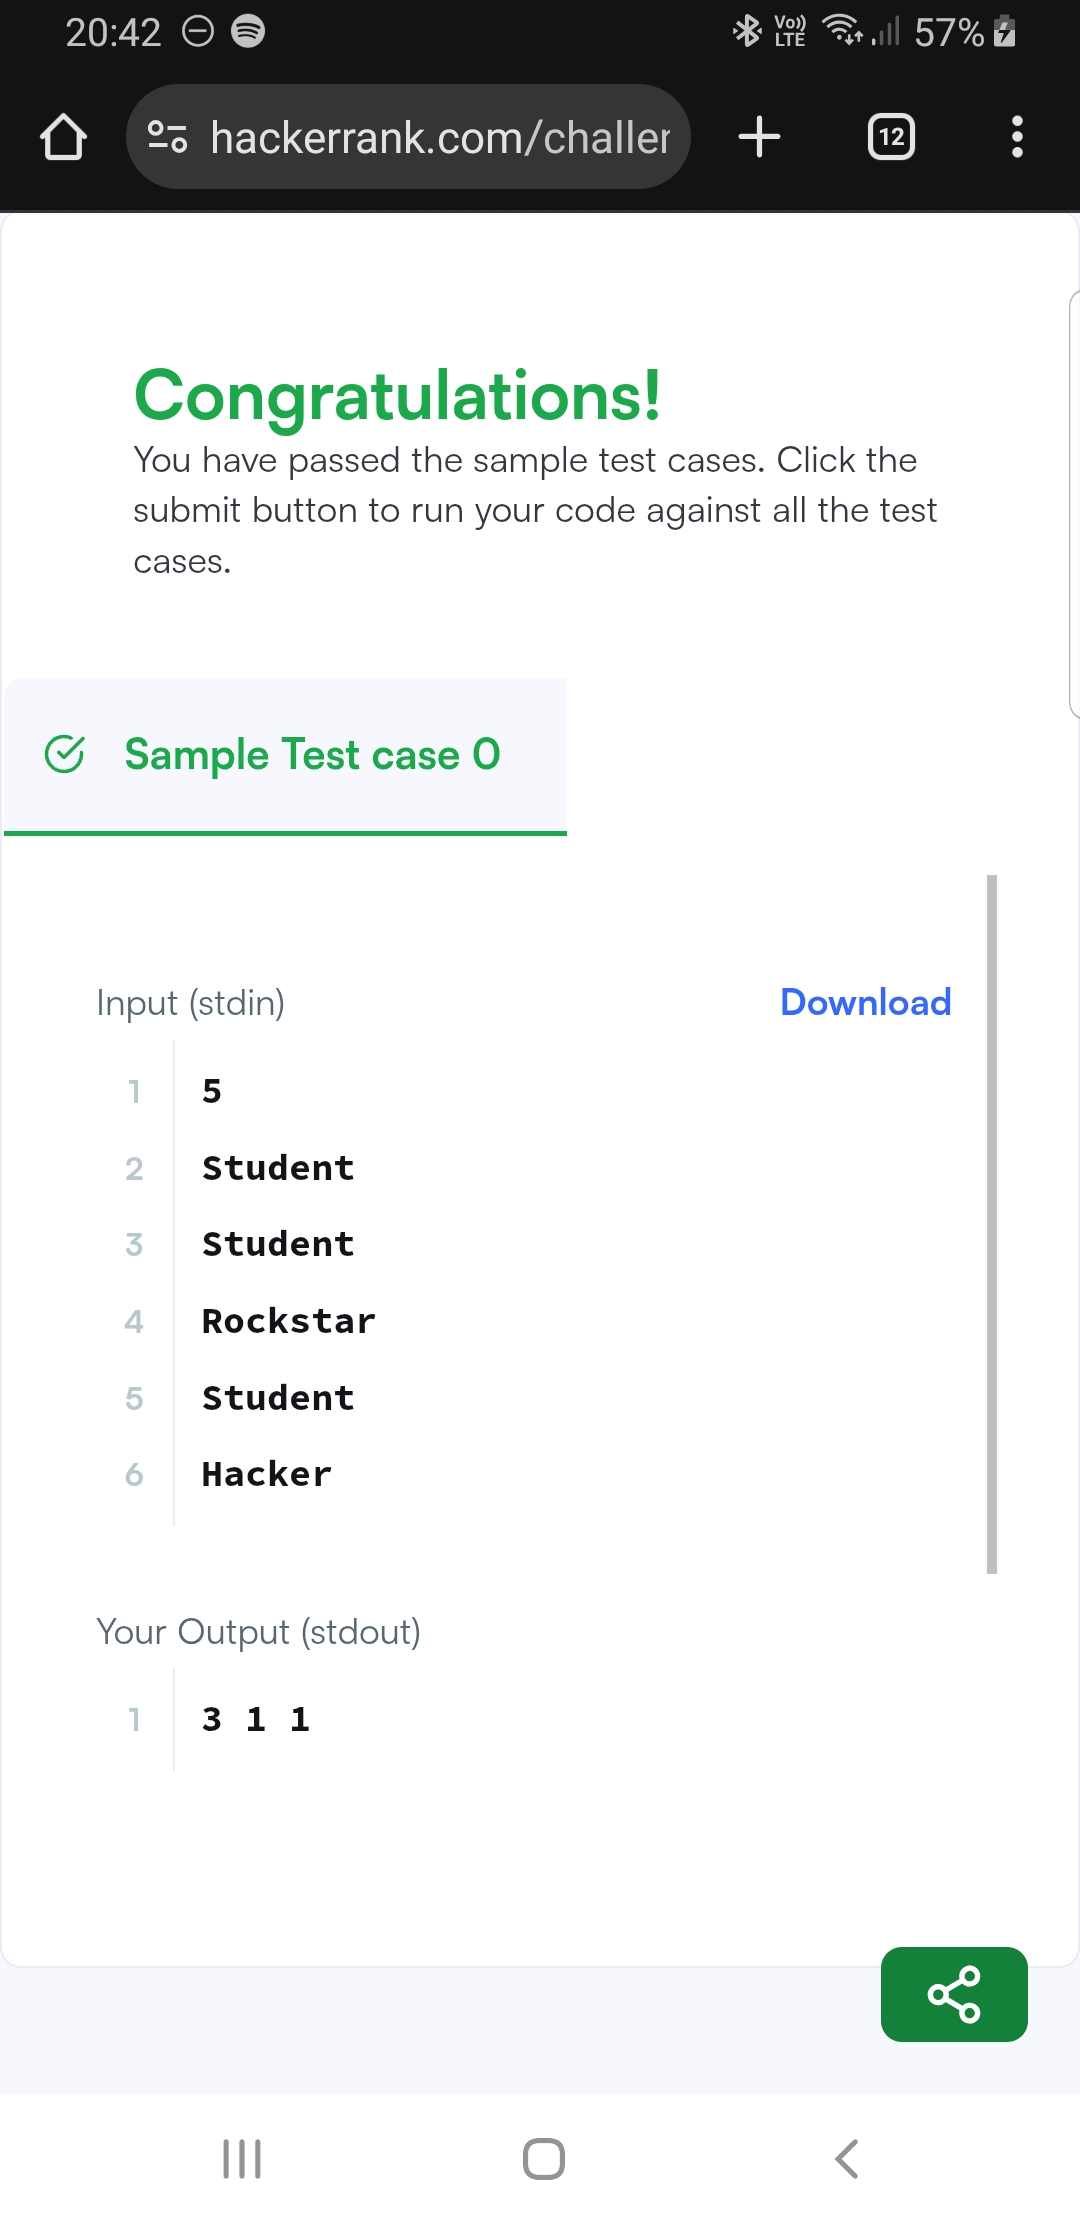 20:42 Vo)) LTE 57%
hackerrank.com/challer 12
Congratulations!
You have passed the sample test cases. Click the
submit button to run your code against all the test
cases.
Sample Test case 0
Input (stdin) Download
1 5
2 Student
3 Student
4 Rockstar
5 Student
6 Hacker
Your Output (stdout)
1 3 1 1